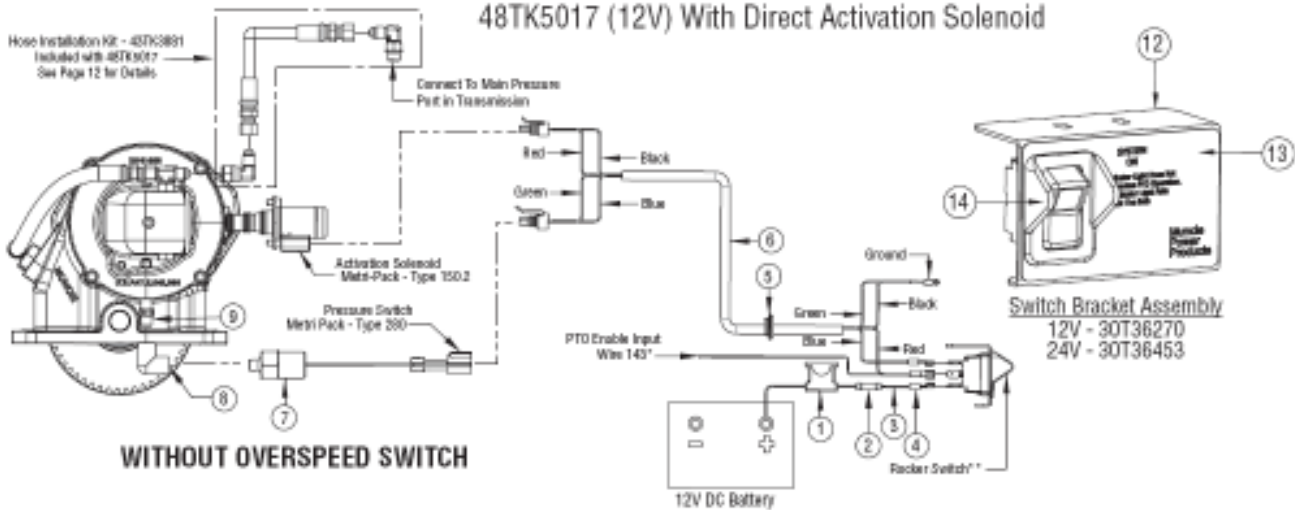 48TK5017 (12V) With Direct Activation Solenoid
Hose Installation Kit - 43TK3881
Included with 48TK5017
See Page 12 for Details
Connect To Main Pressure
Port in Transmission
12
13
14
SYSTEM
ON
Muncie
Power
Products
Red
Black
Green
Blue
Activation Solenoid
Metri-Pack - Type 150.2
6
5
Ground
Switch Bracket Assembly
12V - 30T36270
24V - 30T36453
9
Pressure Switch
Metri Pack - Type 280
Green
Black
Blue
Red
PTO Enable Input
Wire 143*
8
7
1
2
3
4
WITHOUT OVERSPEED SWITCH
Rocker Switch**
12V DC Battery